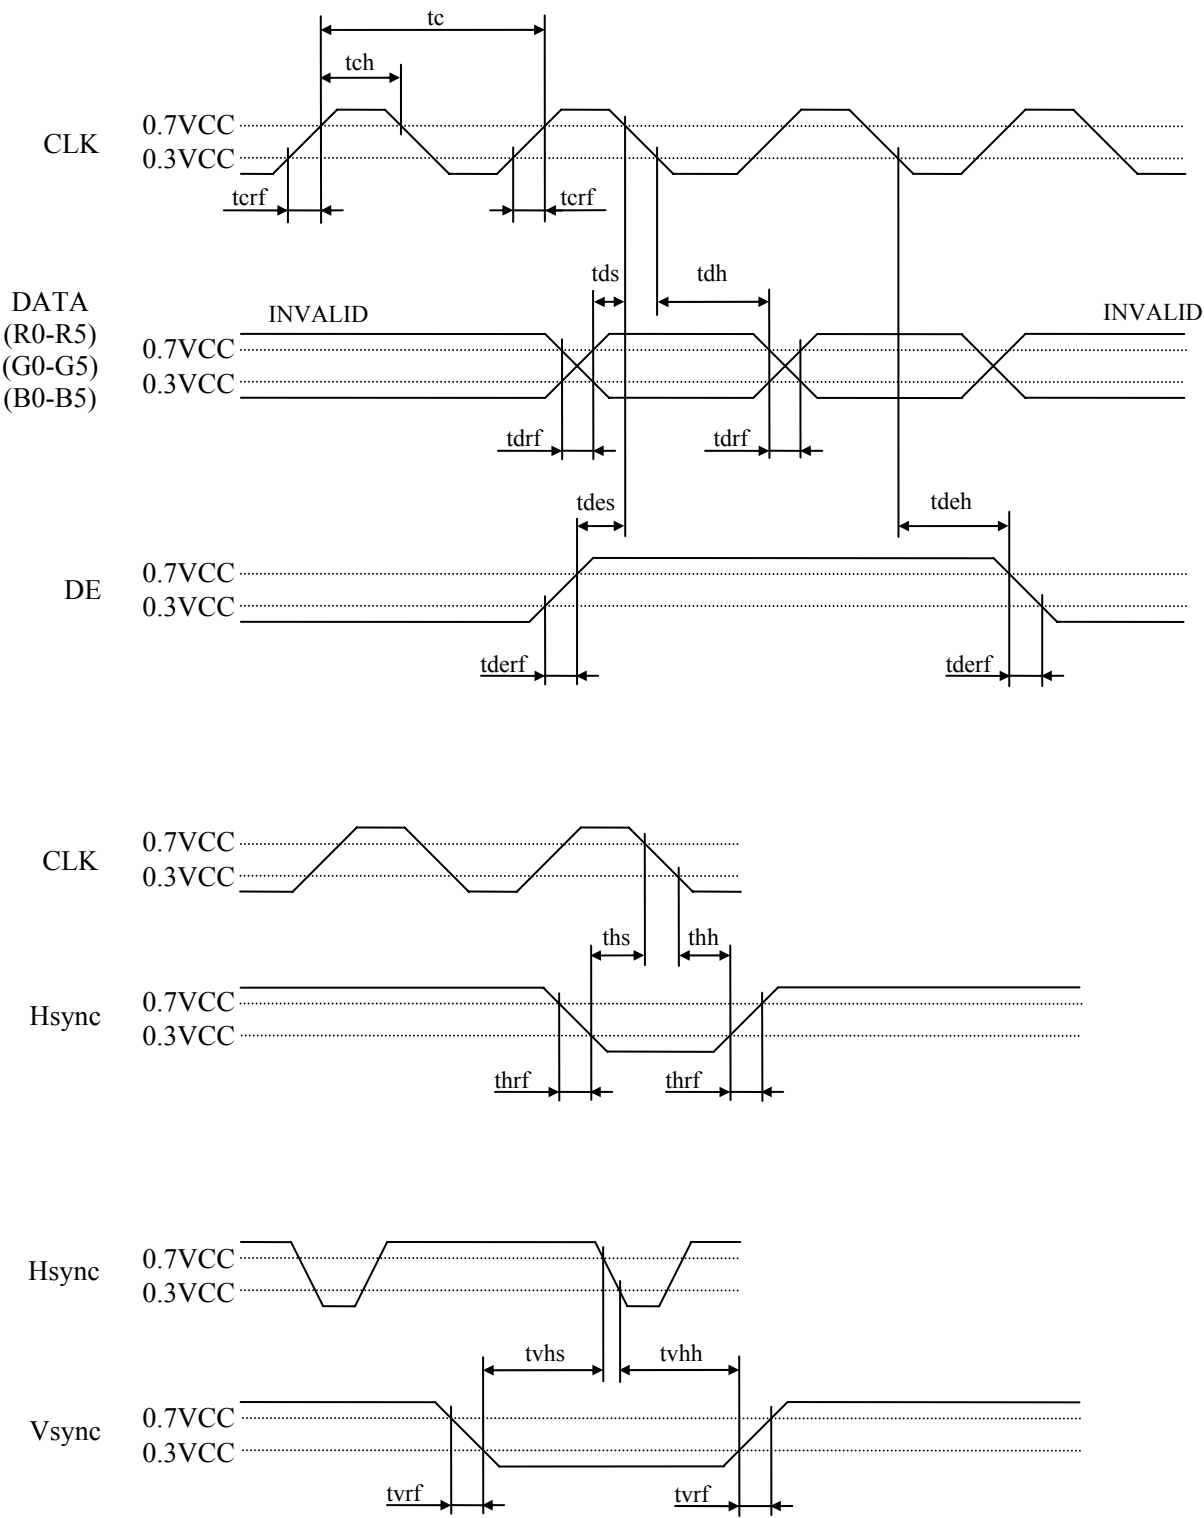 tc
tch
CLK
0.7VCC
0.3VCC
tcrf
tcrf
tds
tdh
DATA
(R0-R5)
(G0-G5)
(B0-B5)
INVALID
INVALID
0.7VCC
0.3VCC
tdrf
tdrf
tdes
tdeh
DE
0.7VCC
0.3VCC
tderf
tderf
CLK
0.7VCC
0.3VCC
ths
thh
Hsync
0.7VCC
0.3VCC
thrf
thrf
Hsync
0.7VCC
0.3VCC
tvhs
tvhh
Vsync
0.7VCC
0.3VCC
tvrf
tvrf